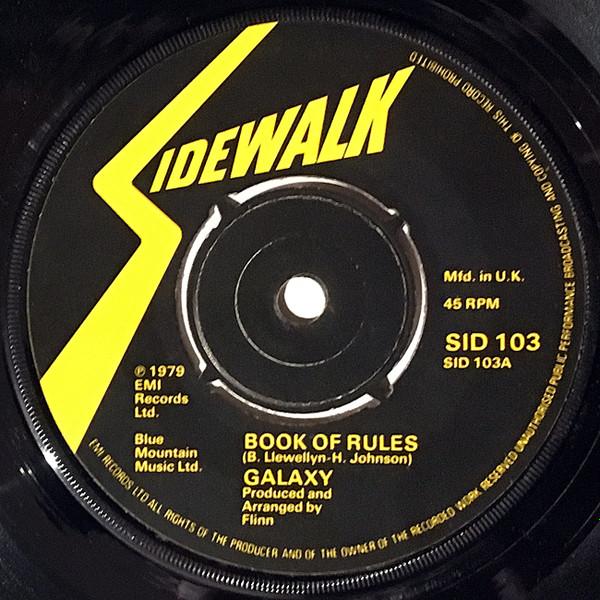 SIDEWALK
Mfd. in U.K.
45 RPM
SID 103
SID 103A
℗ 1979
EMI
Records
Ltd.
Blue
Mountain
Music Ltd.
BOOK OF RULES
(B. Llewellyn-H. Johnson)
GALAXY
Produced and
Arranged by
Flinn
EMI RECORDS LTD ALL RIGHTS OF THE PRODUCER AND OF THE OWNER OF THE RECORDED WORK RESERVED UNAUTHORISED PUBLIC PERFORMANCE BROADCASTING AND COPYING OF THIS RECORD PROHIBITED